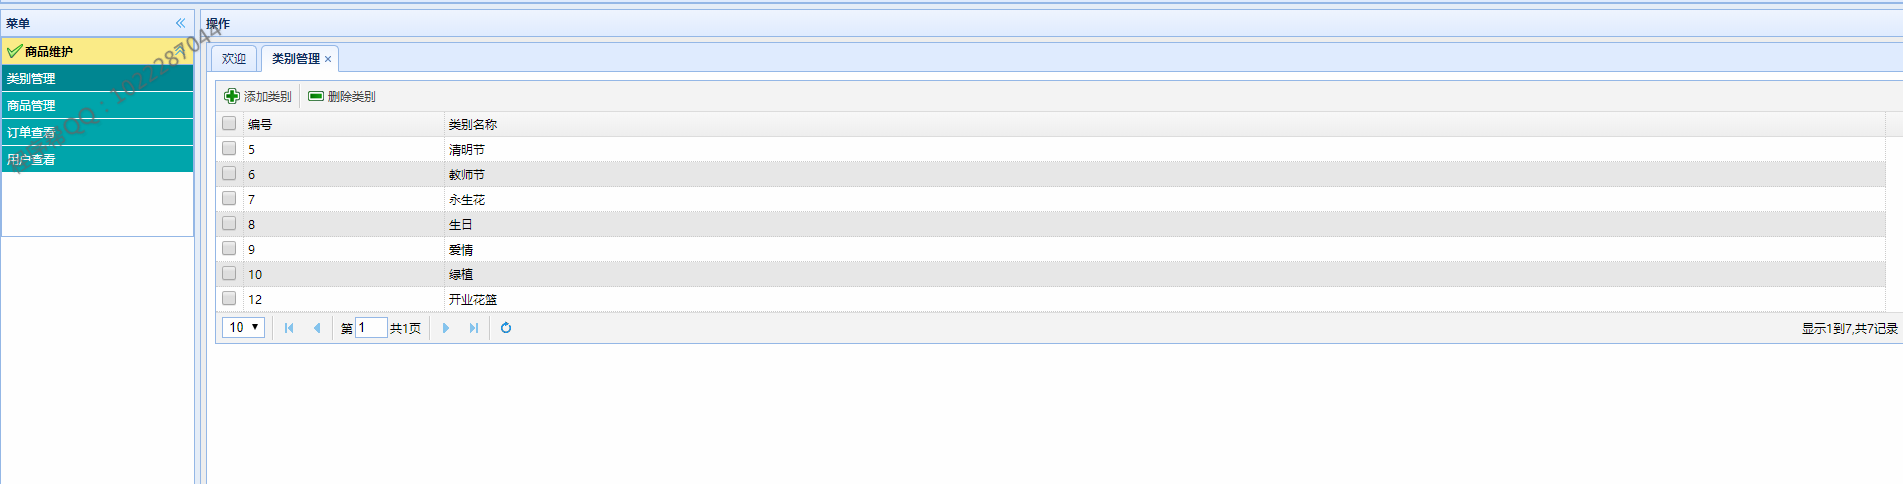 菜单
操作
商品维护
欢迎
类别管理
类别管理
添加类别
删除类别
商品管理
订单查看
用户查看
编号 类别名称
5 清明节
6 教师节
7 永生花
8 生日
9 爱情
10 绿植
12 开业花篮
10 第 1 共1页
显示1到7,共7记录
QQ：1022287044